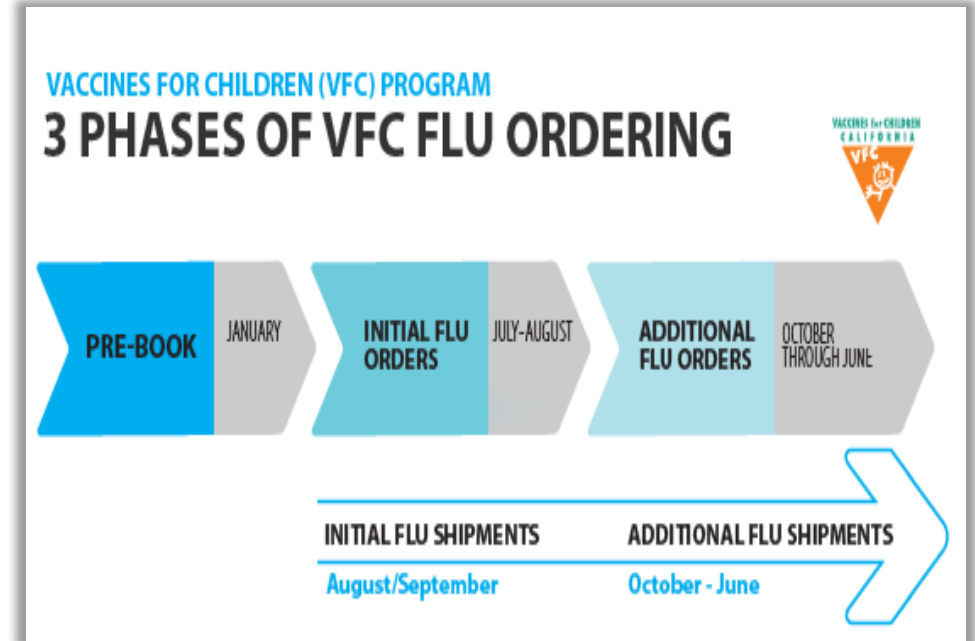 VACCINES FOR CHILDREN (VFC) PROGRAM
3 PHASES OF VFC FLU ORDERING
VACCINES for CHILDREN
CALIFORNIA
VFC
PRE-BOOK
JANUARY
INITIAL FLU
ORDERS
JULY-AUGUST
ADDITIONAL
FLU ORDERS
OCTOBER
THROUGH JUNE
INITIAL FLU SHIPMENTS
August/September
ADDITIONAL FLU SHIPMENTS
October - June